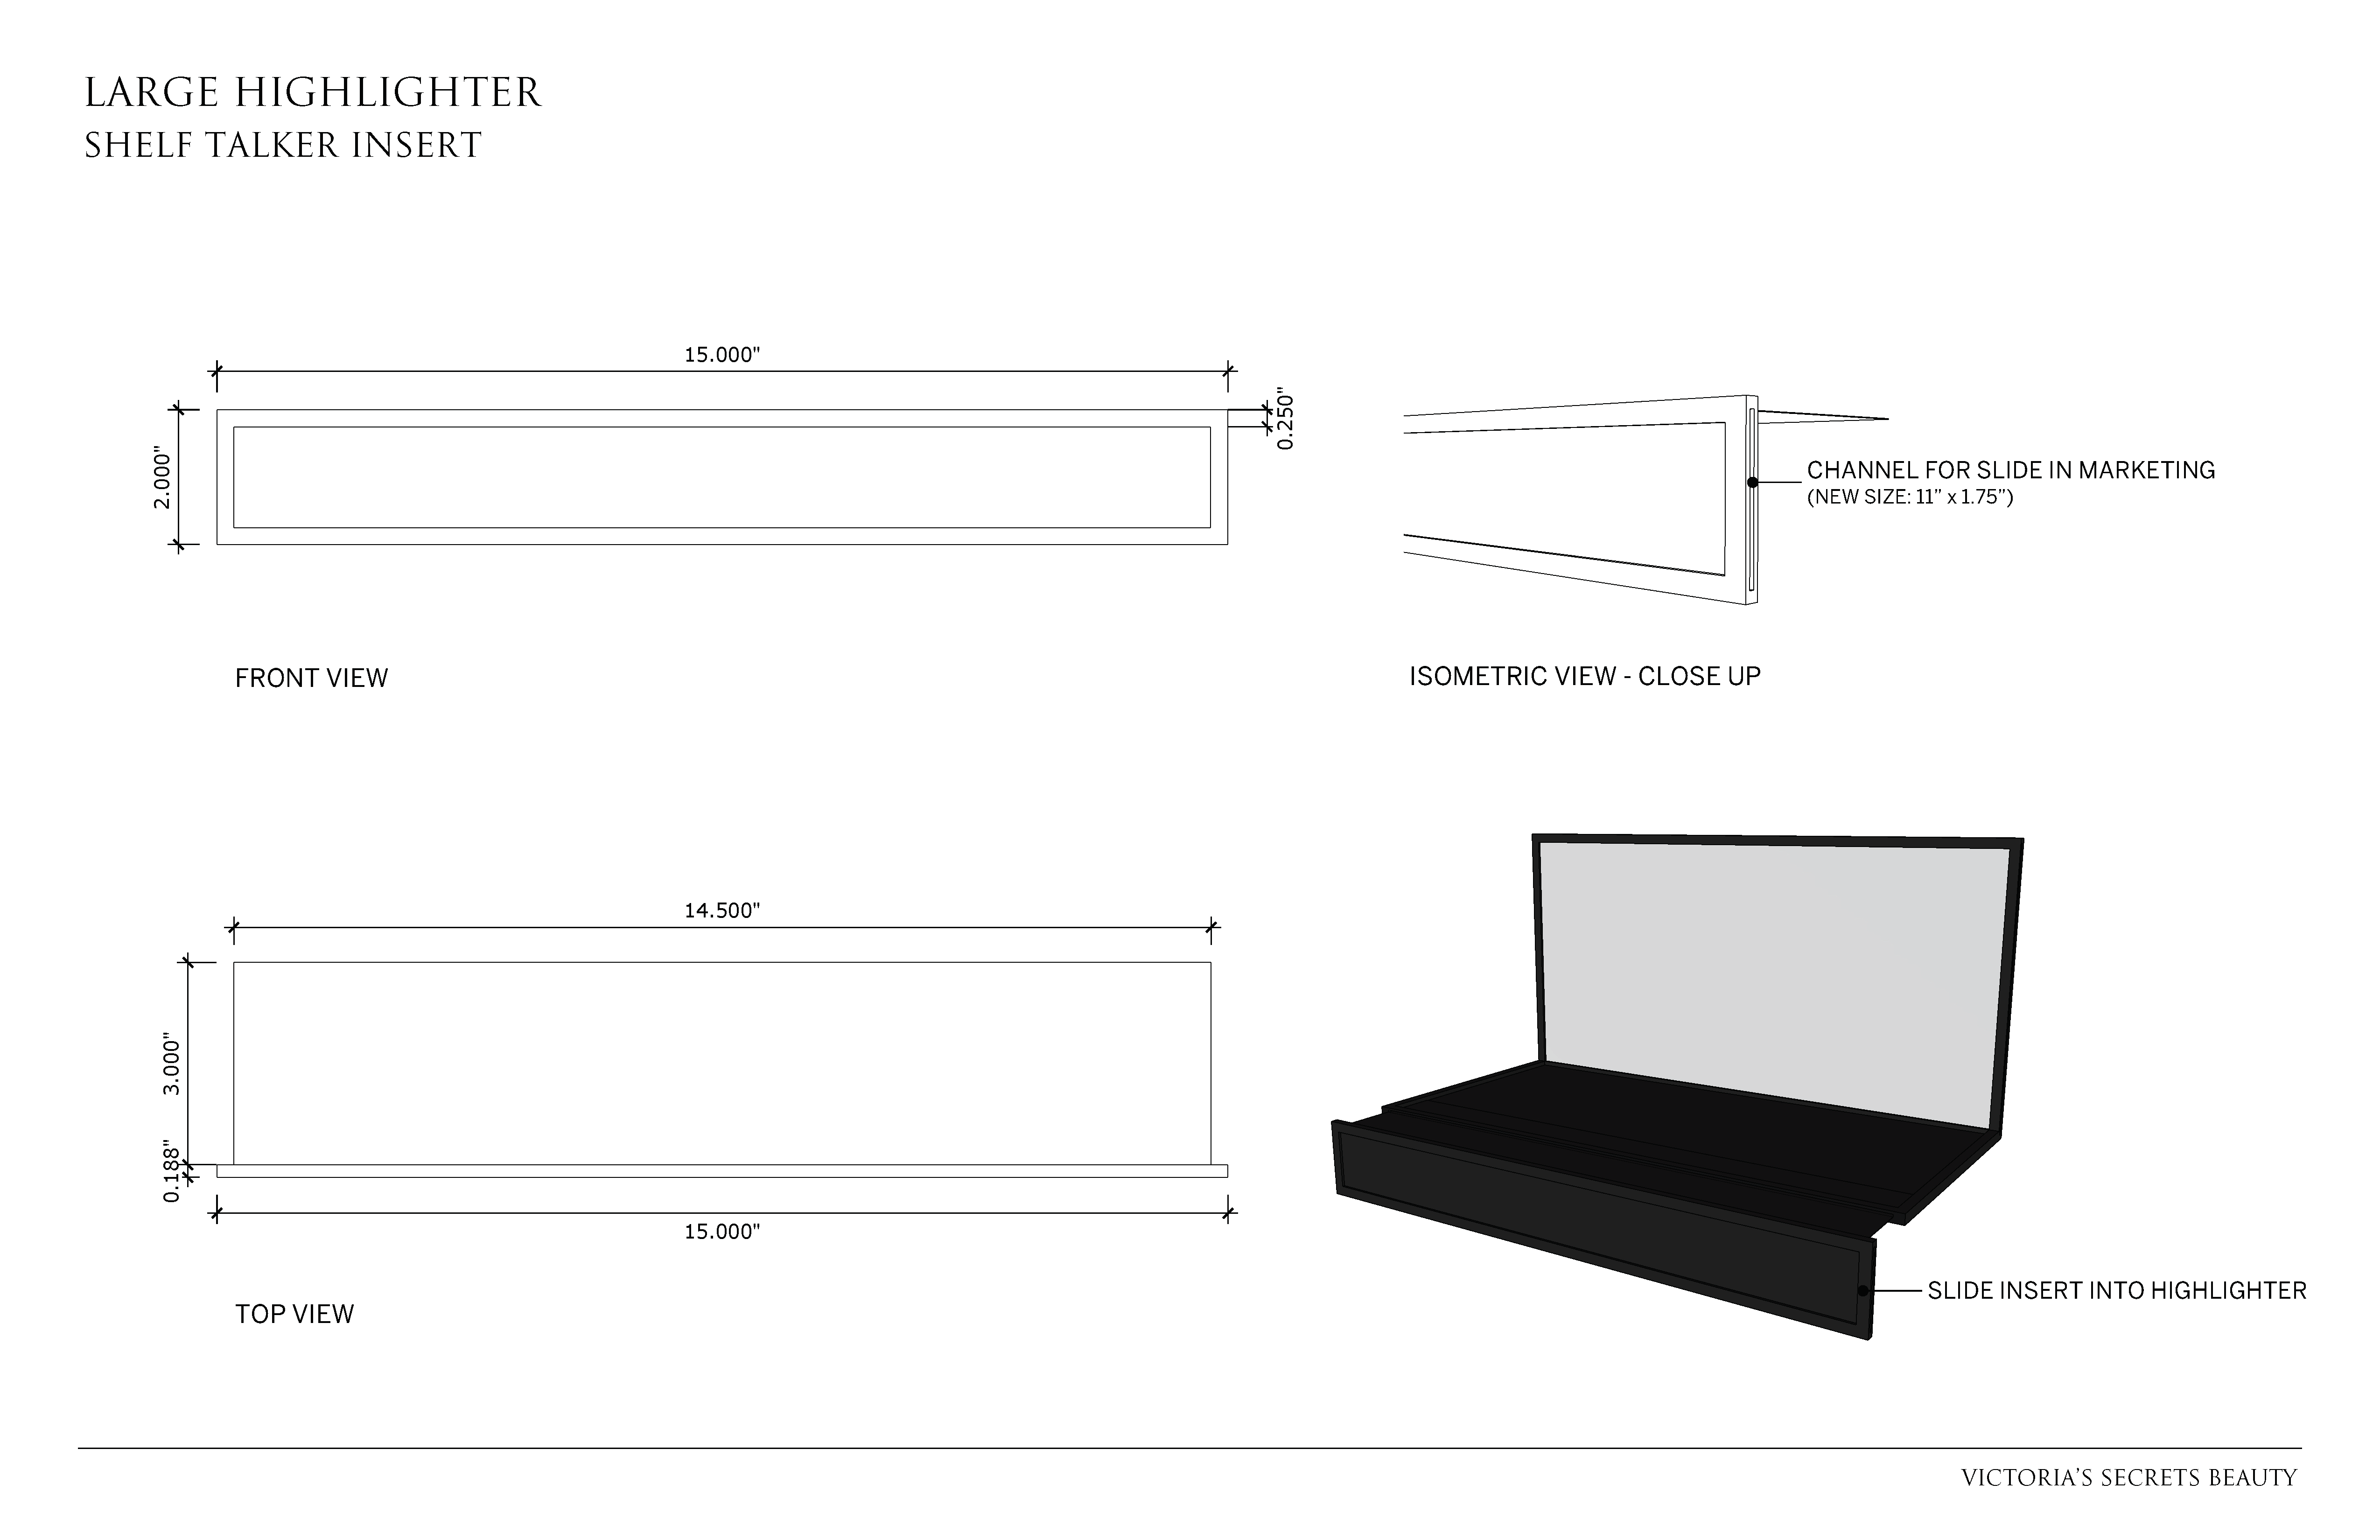 LARGE HIGHLIGHTER
SHELF TALKER INSERT
15.000"
0.250"
2.000"
CHANNEL FOR SLIDE IN MARKETING
(NEW SIZE: 11” x 1.75”)
FRONT VIEW
ISOMETRIC VIEW - CLOSE UP
14.500"
3.000"
0.188"
15.000"
TOP VIEW
SLIDE INSERT INTO HIGHLIGHTER
VICTORIA’S SECRETS BEAUTY